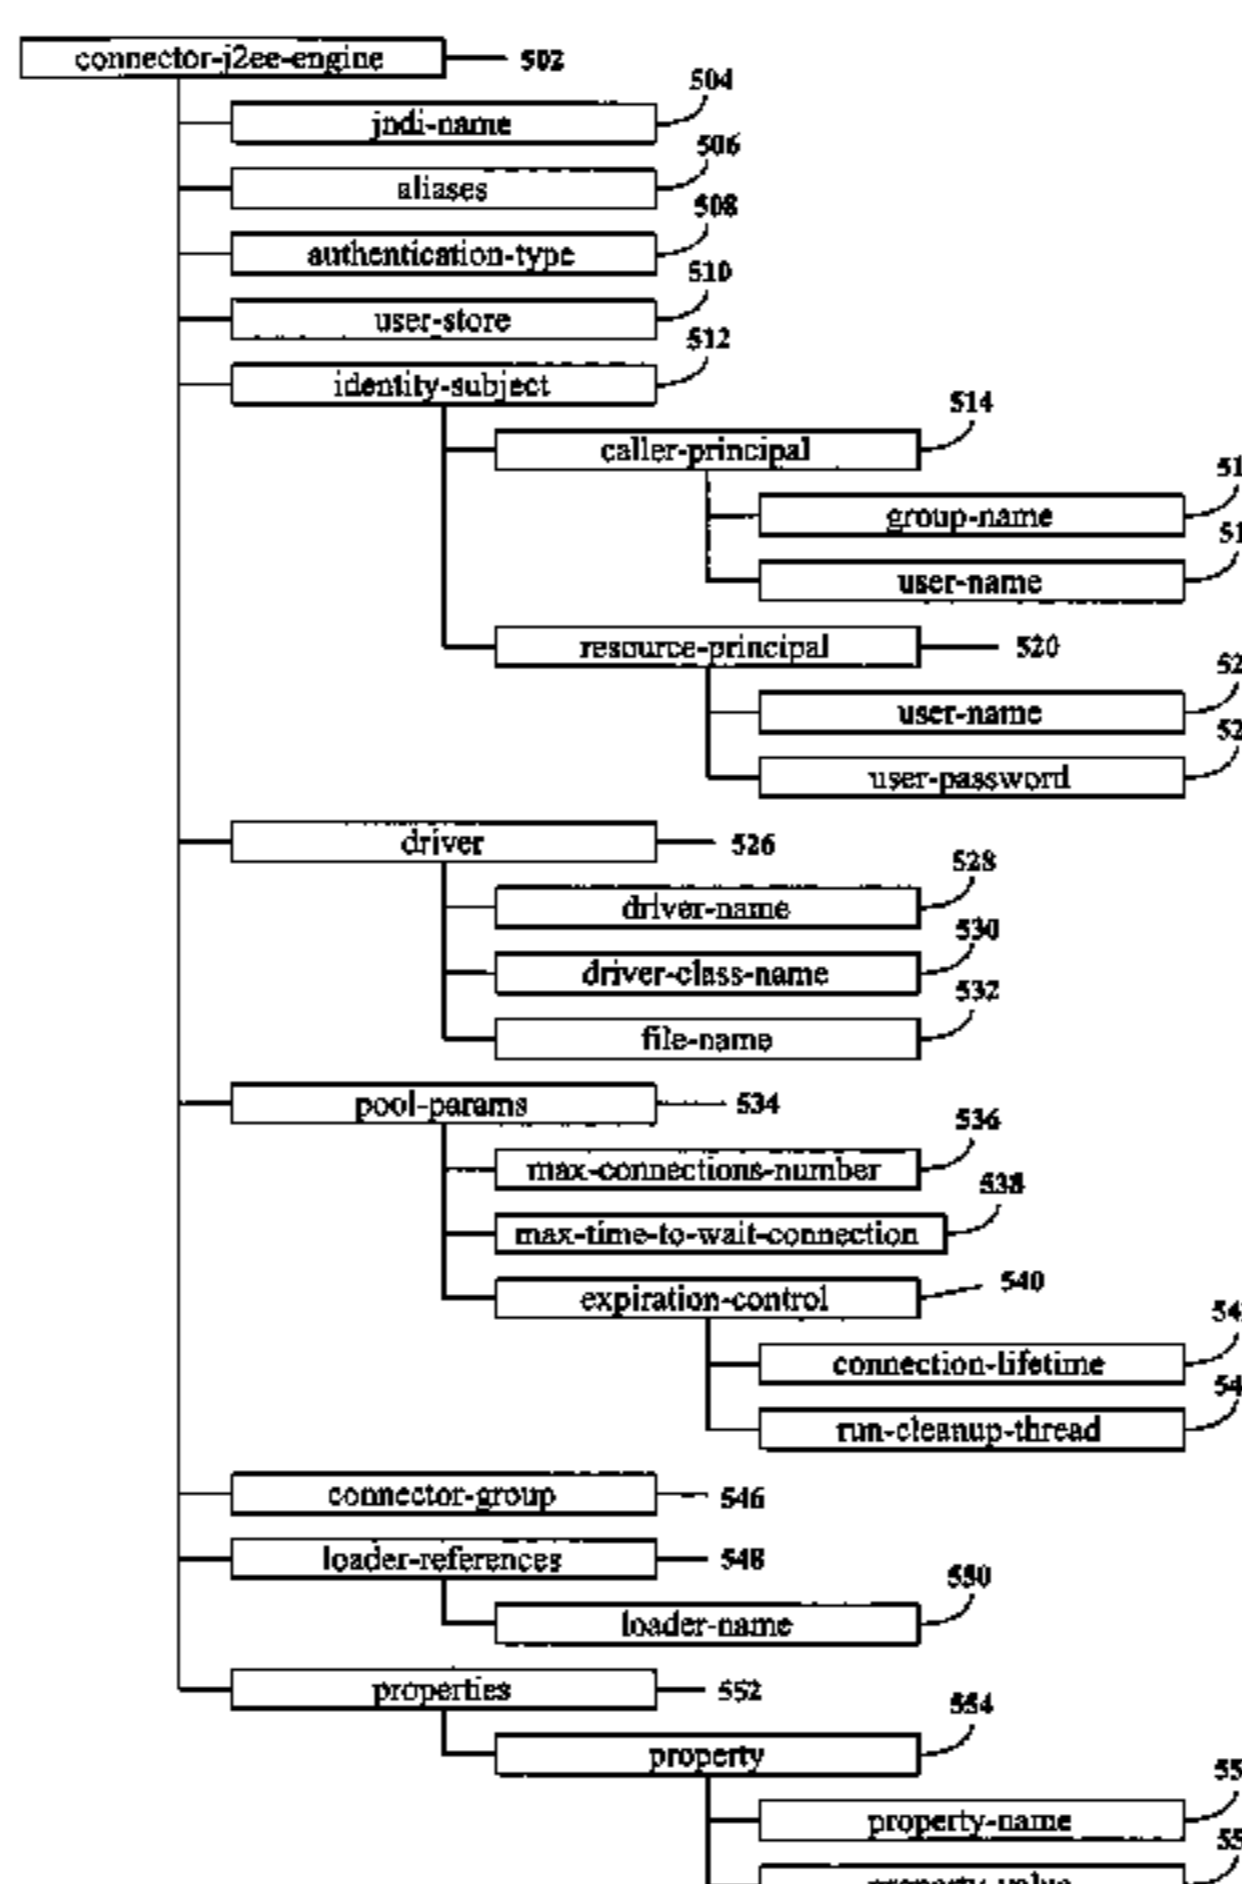 connector-j2ee-engine 502
jndi-name 504
aliases 506
authentication-type 508
user-store 510
identity-subject 512
caller-principal 514
group-name
user-name
resource-principal 520
user-name
user-password
driver 526
driver-name 528
driver-class-name 530
file-name 532
pool-params 534
max-connections-number 536
max-time-to-wait-connection 538
expiration-control 540
connection-lifetime
run-cleanup-thread
connector-group 546
loader-references 548
loader-name 550
properties 552
property 554
property-name